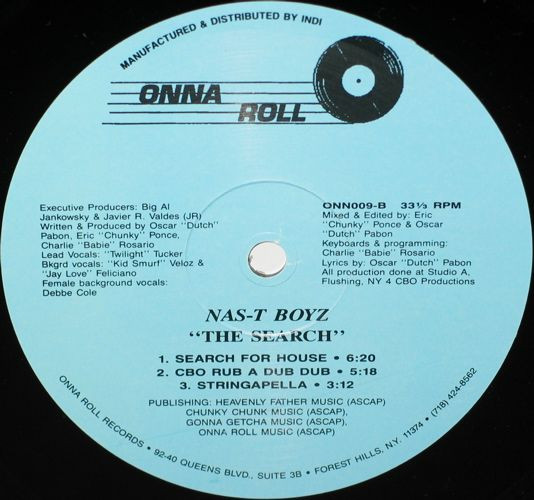 MANUFACTURED & DISTRIBUTED BY INDI
ONNA
ROLL
Executive Producers: Big Al
Jankowsky & Javier R. Valdes (JR)
Written & Produced by Oscar "Dutch"
Pabon, Eric "Chunky" Ponce,
Charlie "Babie" Rosario
Lead Vocals: "Twilight" Tucker
Bkgrd vocals: "Kid Smurf" Veloz &
"Jay Love" Feliciano
Female background vocals:
Debbe Cole
ONN009-B 33⅓ RPM
Mixed & Edited by: Eric
"Chunky" Ponce & Oscar
"Dutch" Pabon
Keyboards & programming:
Charlie "Babie" Rosario
Lyrics by: Oscar "Dutch" Pabon
All production done at Studio A,
Flushing, NY 4 CBO Productions
NAS-T BOYZ
"THE SEARCH"
1. SEARCH FOR HOUSE • 6:20
2. CBO RUB A DUB DUB • 5:18
3. STRINGAPELLA • 3:12
PUBLISHING: HEAVENLY FATHER MUSIC (ASCAP)
CHUNKY CHUNK MUSIC (ASCAP),
GONNA GETCHA MUSIC (ASCAP),
ONNA ROLL MUSIC (ASCAP)
ONNA ROLL RECORDS • 92-40 QUEENS BLVD., SUITE 3B • FOREST HILLS, N.Y. 11374 • (718) 424-8562